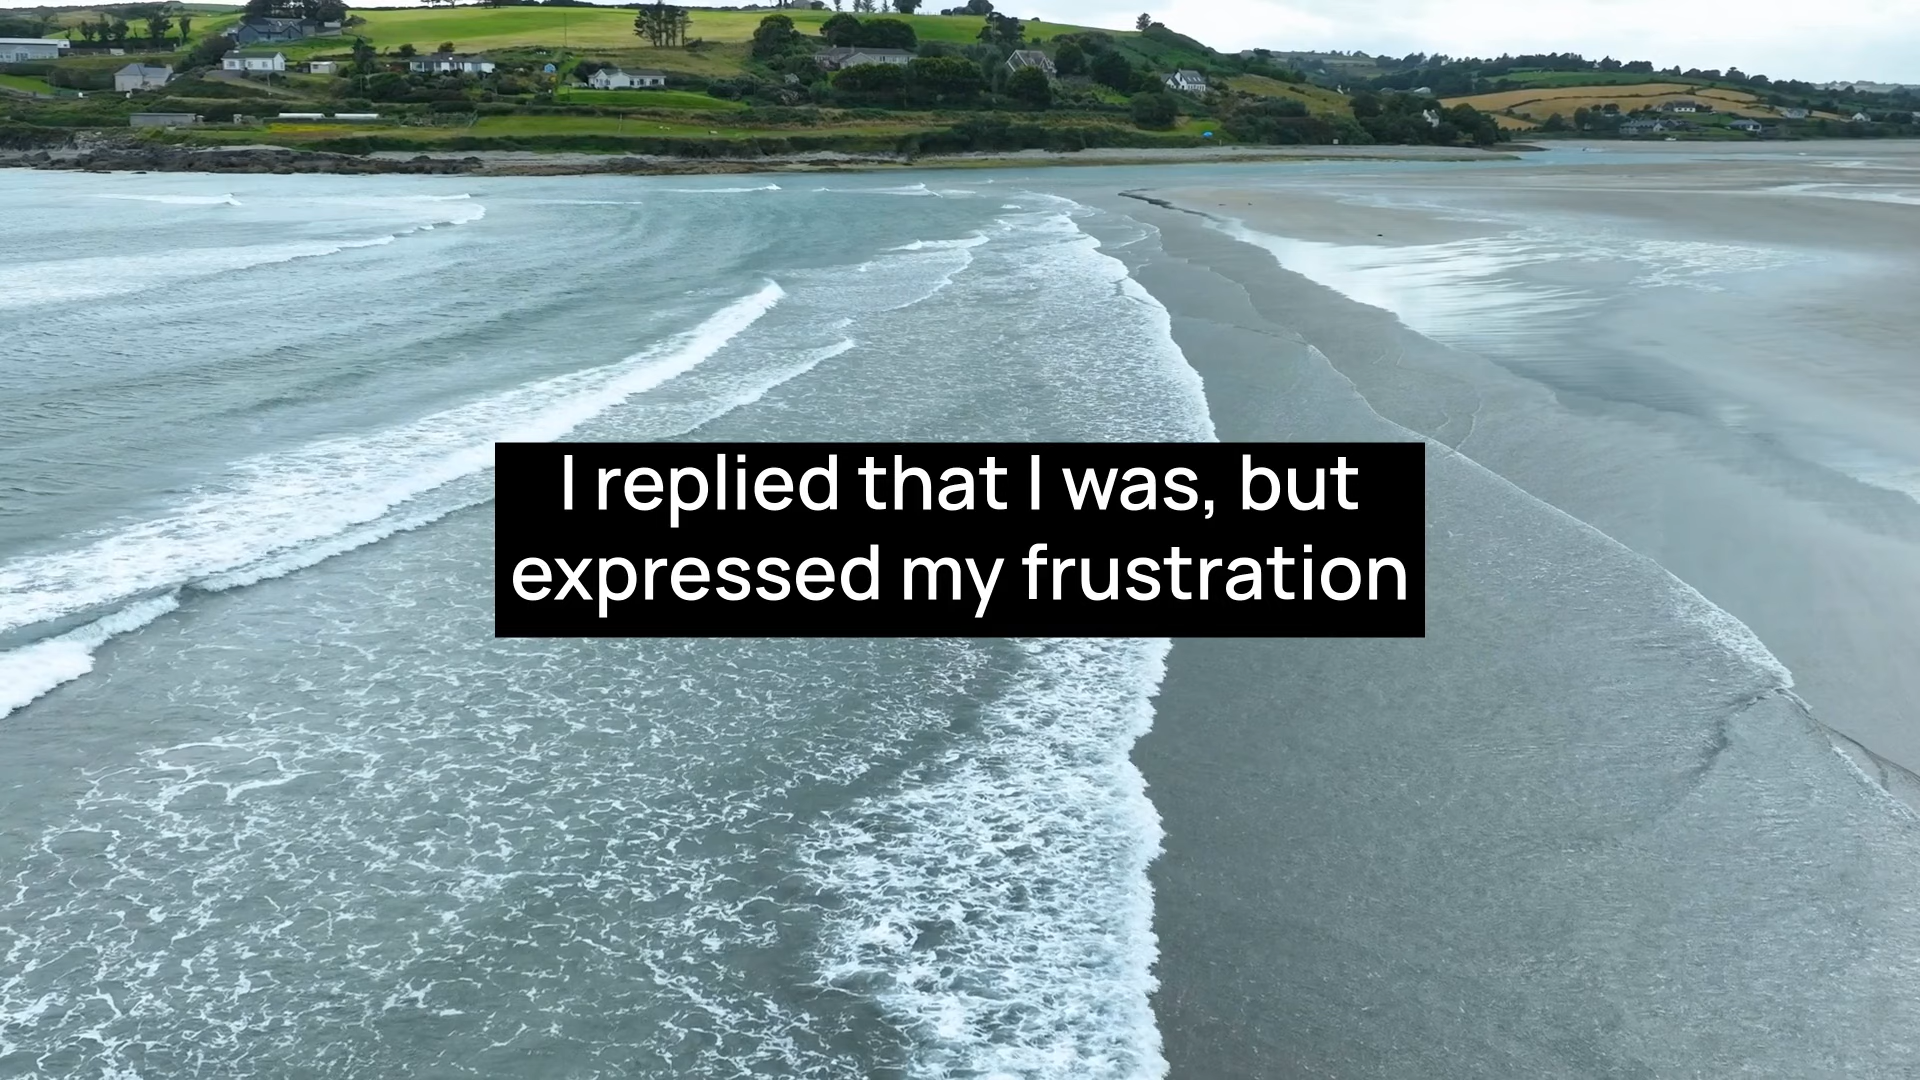 I replied that I was, but
expressed my frustration